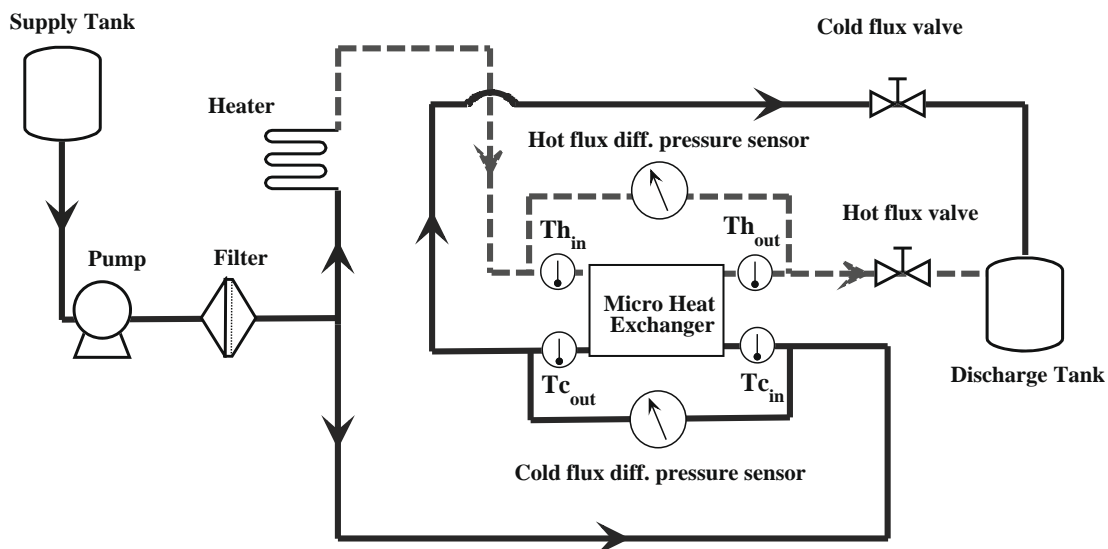 Supply Tank
Cold flux valve
Heater
Hot flux diff. pressure sensor
Th in
Th out
Hot flux valve
Pump
Filter
Micro Heat
Exchanger
Tc out
Tc in
Discharge Tank
Cold flux diff. pressure sensor